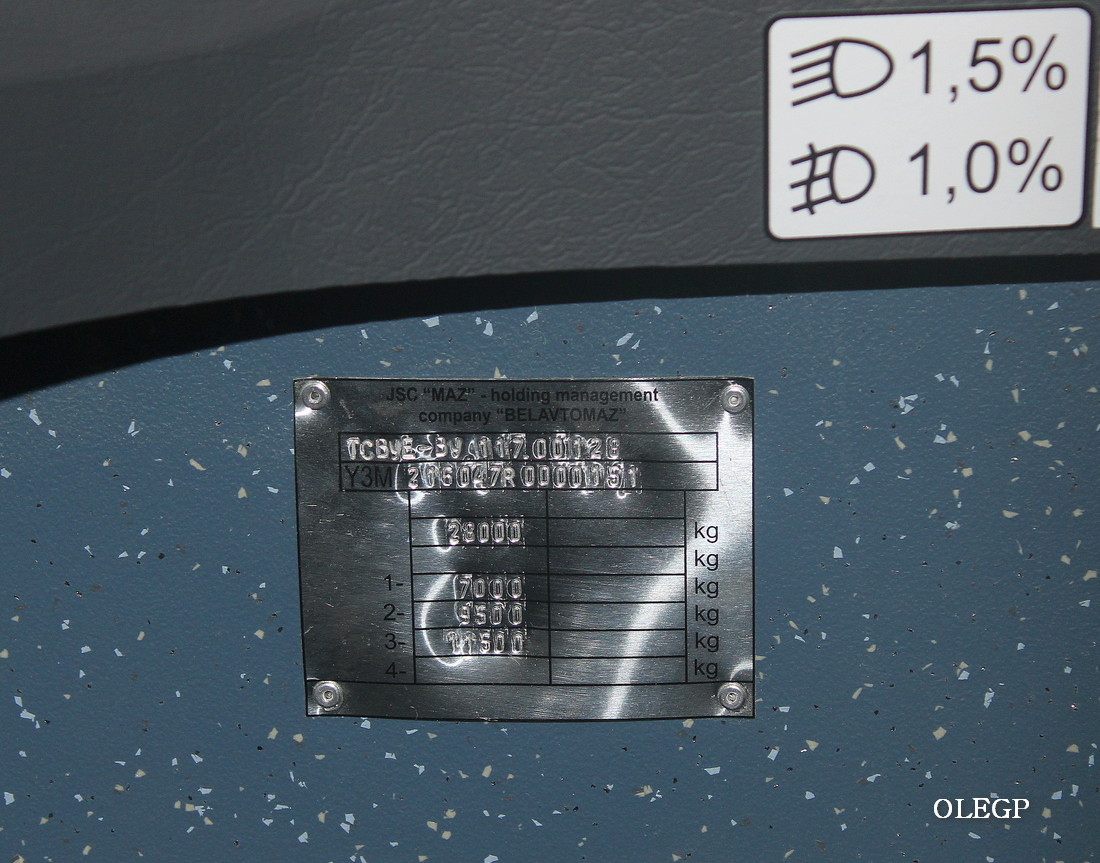 1,5%
1,0%
JSC “MAZ” - holding management
company “BELAVTOMAZ”
Y3M
28000 kg
kg
1- 7000 kg
2- 9500 kg
3- 11500 kg
4- kg
OLEGP